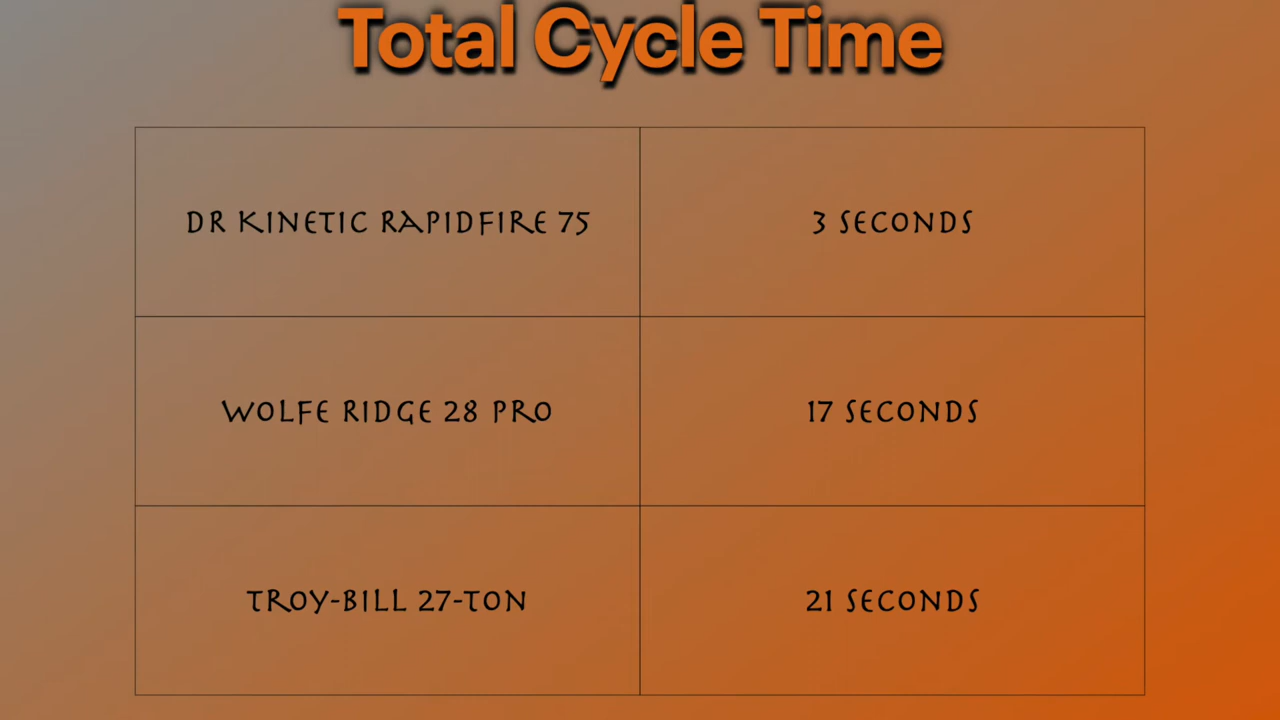 Total Cycle Time
DR KINETIC RAPIDFIRE 75
3 SECONDS
WOLFE RIDGE 28 PRO
17 SECONDS
TROY-BILL 27-TON
21 SECONDS